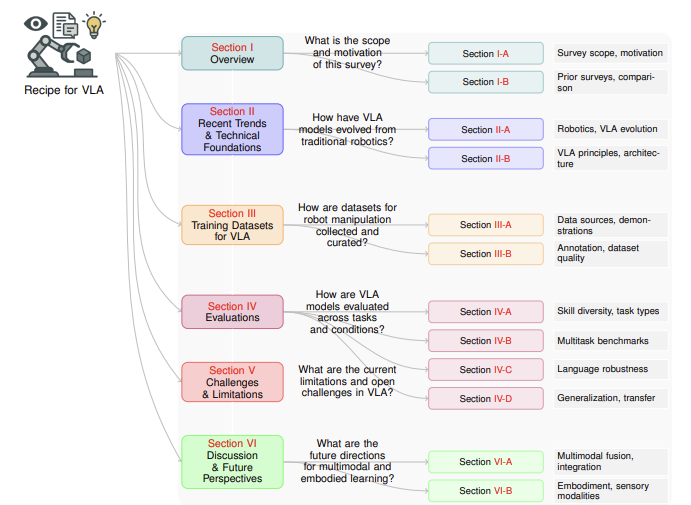 Recipe for VLA
Section I
Overview
What is the scope
and motivation
of this survey?
Section I-A
Survey scope, motivation
Section I-B
Prior surveys, compari-
son
Section II
Recent Trends
& Technical
Foundations
How have VLA
models evolved from
traditional robotics?
Section II-A
Robotics, VLA evolution
Section II-B
VLA principles, architec-
ture
Section III
Training Datasets
for VLA
How are datasets for
robot manipulation
collected and
curated?
Section III-A
Data sources, demon-
strations
Section III-B
Annotation, dataset
quality
Section IV
Evaluations
How are VLA
models evaluated
across tasks
and conditions?
Section IV-A
Skill diversity, task types
Section IV-B
Multitask benchmarks
Section IV-C
Language robustness
Section IV-D
Generalization, transfer
Section V
Challenges
& Limitations
What are the current
limitations and open
challenges in VLA?
Section VI
Discussion
& Future
Perspectives
What are the
future directions
for multimodal and
embodied learning?
Section VI-A
Multimodal fusion,
integration
Section VI-B
Embodiment, sensory
modalities